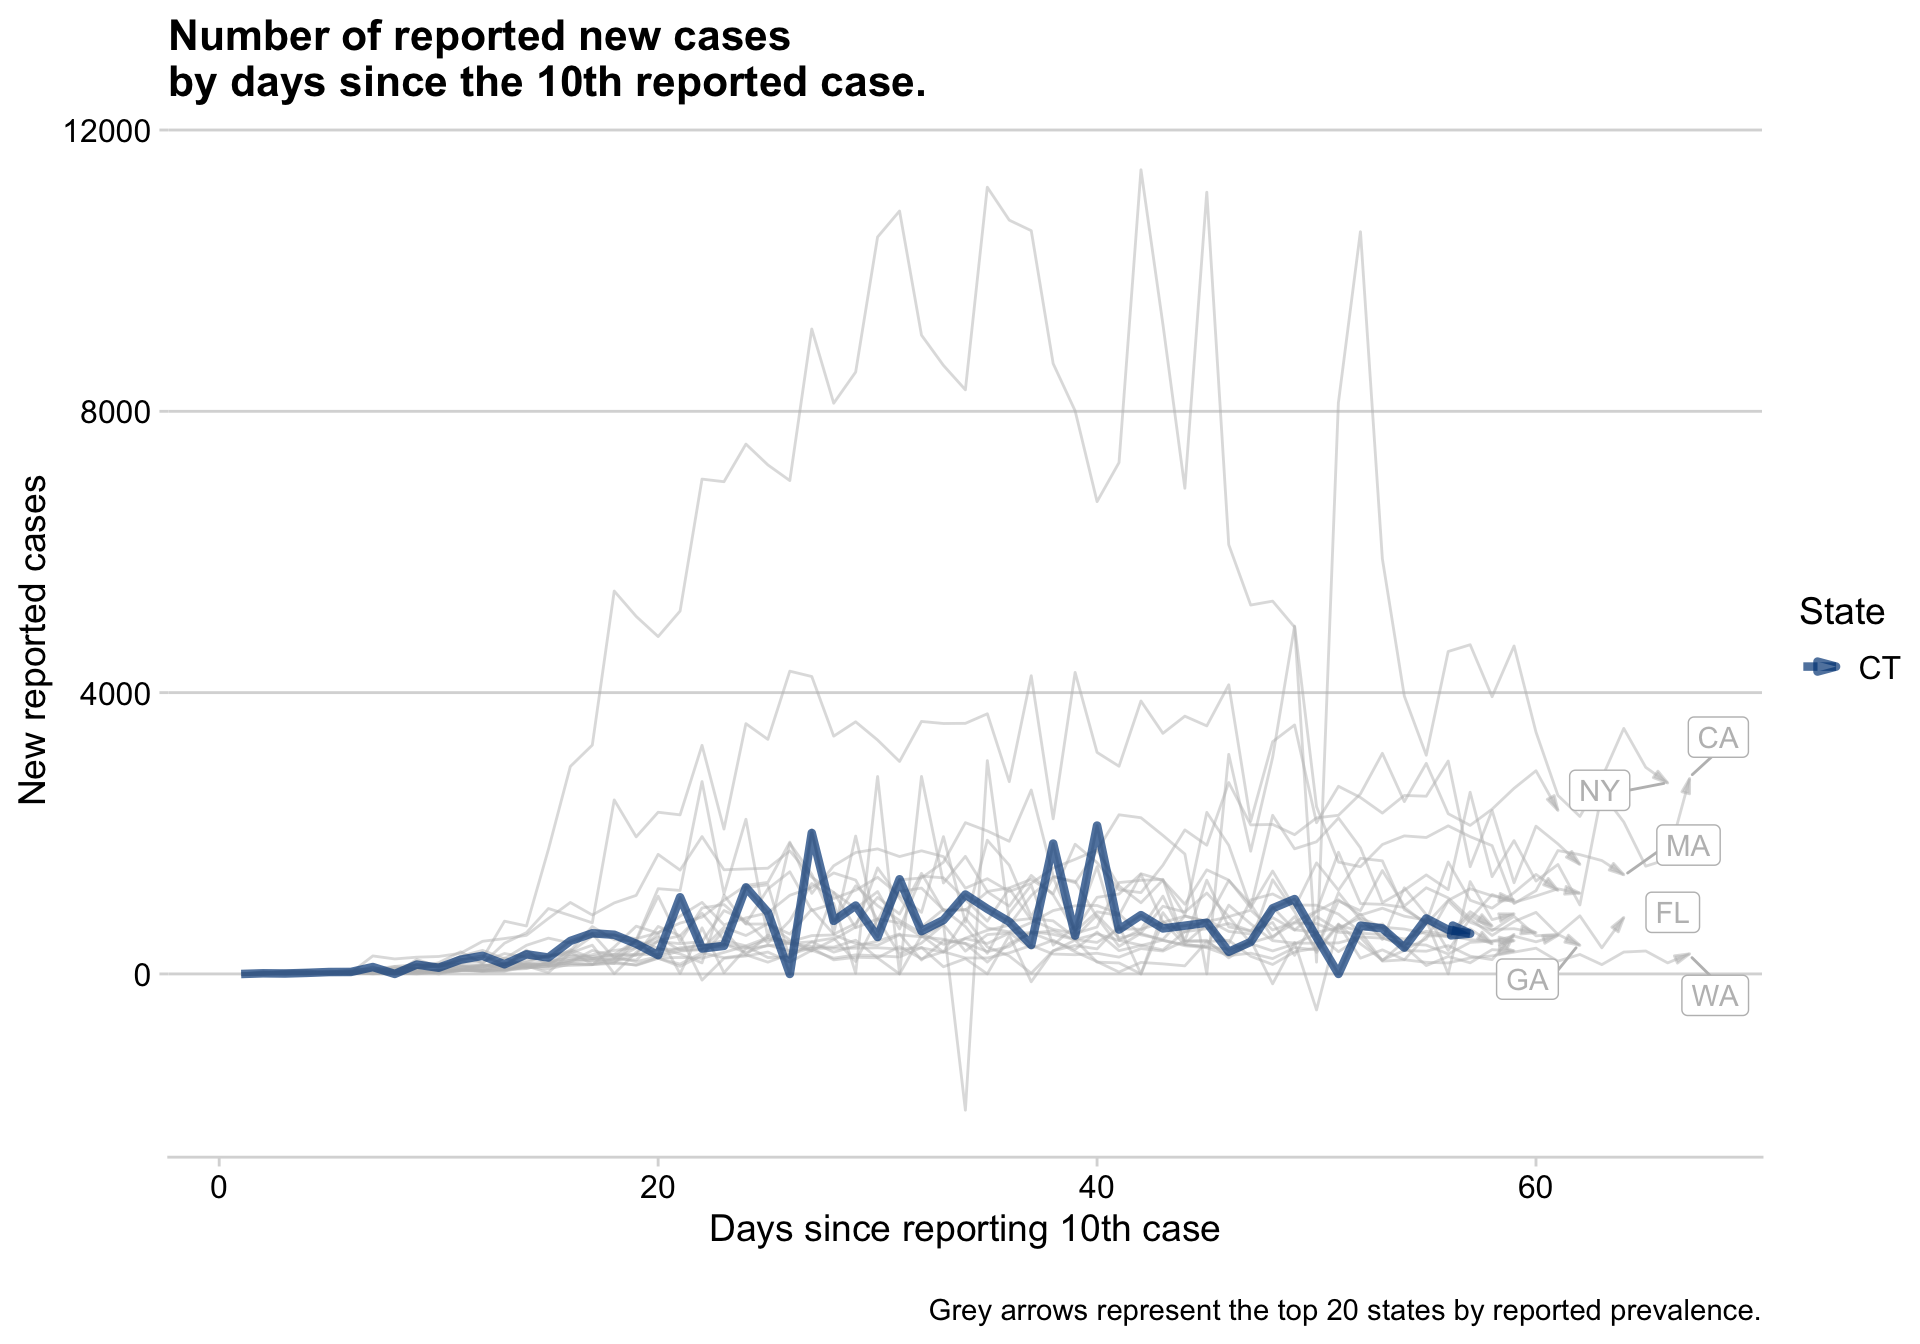 Number of reported new cases
by days since the 10th reported case.
12000
8000
4000
0
New reported cases
State
CT
CA
NY
MA
FL
GA
WA
0
20
40
60
Days since reporting 10th case
Grey arrows represent the top 20 states by reported prevalence.